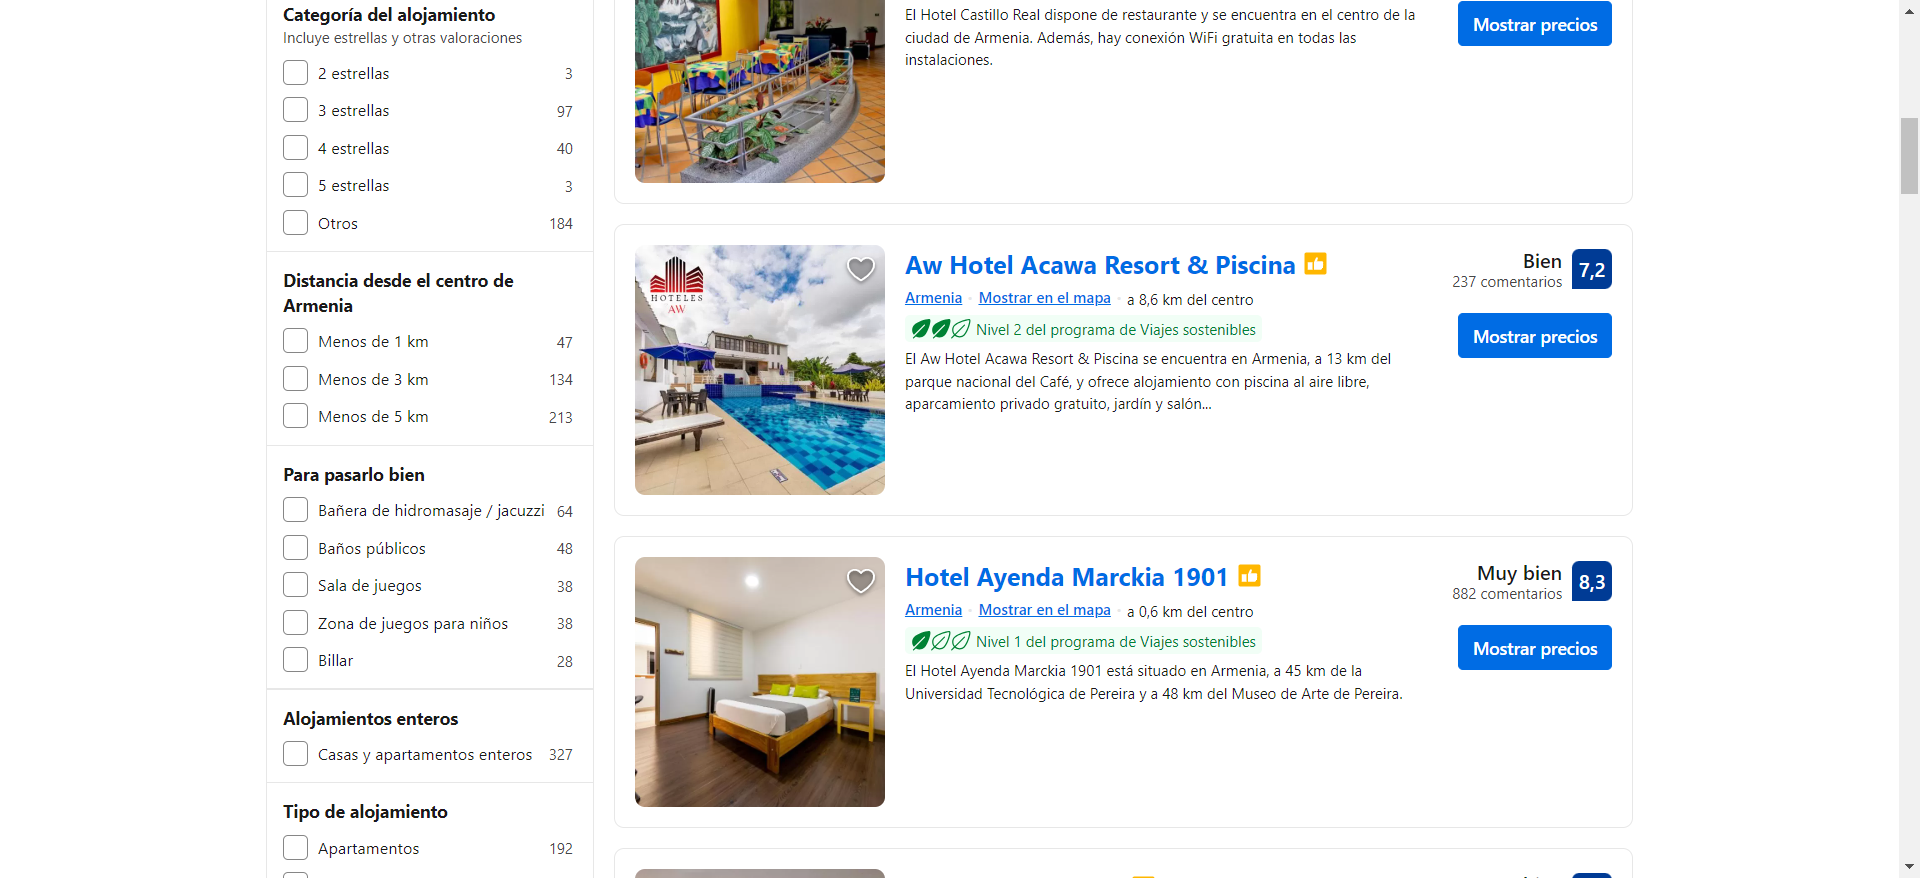 Categoría del alojamiento
Incluye estrellas y otras valoraciones
2 estrellas 3
3 estrellas 97
4 estrellas 40
5 estrellas 3
Otros 184
Distancia desde el centro de
Armenia
Menos de 1 km 47
Menos de 3 km 134
Menos de 5 km 213
Para pasarlo bien
Bañera de hidromasaje / jacuzzi 64
Baños públicos 48
Sala de juegos 38
Zona de juegos para niños 38
Billar 28
Alojamientos enteros
Casas y apartamentos enteros 327
Tipo de alojamiento
Apartamentos 192
El Hotel Castillo Real dispone de restaurante y se encuentra en el centro de la
ciudad de Armenia. Además, hay conexión WiFi gratuita en todas las
instalaciones.
Mostrar precios
HOTELES
AW
Aw Hotel Acawa Resort & Piscina
Armenia · Mostrar en el mapa · a 8,6 km del centro
Nivel 2 del programa de Viajes sostenibles
El Aw Hotel Acawa Resort & Piscina se encuentra en Armenia, a 13 km del
parque nacional del Café, y ofrece alojamiento con piscina al aire libre,
aparcamiento privado gratuito, jardín y salón...
Bien 7,2
237 comentarios
Mostrar precios
Hotel Ayenda Marckia 1901
Armenia · Mostrar en el mapa · a 0,6 km del centro
Nivel 1 del programa de Viajes sostenibles
El Hotel Ayenda Marckia 1901 está situado en Armenia, a 45 km de la
Universidad Tecnológica de Pereira y a 48 km del Museo de Arte de Pereira.
Muy bien 8,3
882 comentarios
Mostrar precios